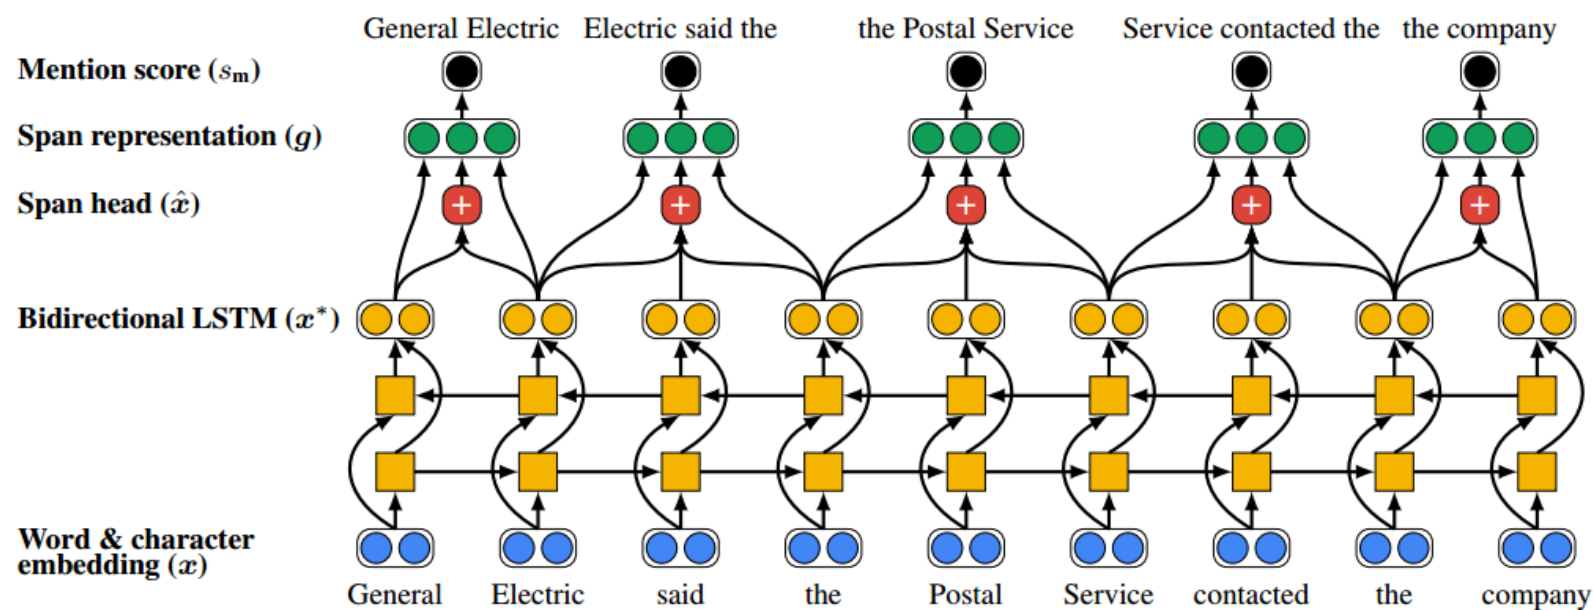 General Electric Electric said the the Postal Service Service contacted the the company
Mention score (sm)
Span representation (g)
+ + + + +
Span head (x̂)
Bidirectional LSTM (x*)
Word & character
embedding (x)
General Electric said the Postal Service contacted the company